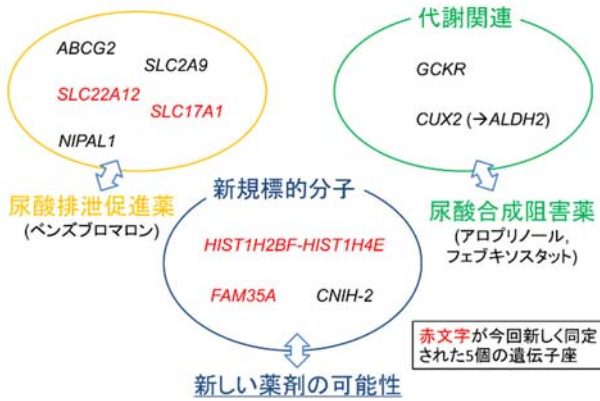 代謝関連
ABCG2
SLC2A9
SLC22A12
SLC17A1
NIPAL1
GCKR
CUX2 (→ALDH2)
尿酸排泄促進薬
(ベンズブロマロン)
新規標的分子
尿酸合成阻害薬
(アロプリノール,
フェブキソスタット)
HIST1H2BF-HIST1H4E
FAM35A
CNIH-2
赤文字が今回新しく同定
された5個の遺伝子座
新しい薬剤の可能性